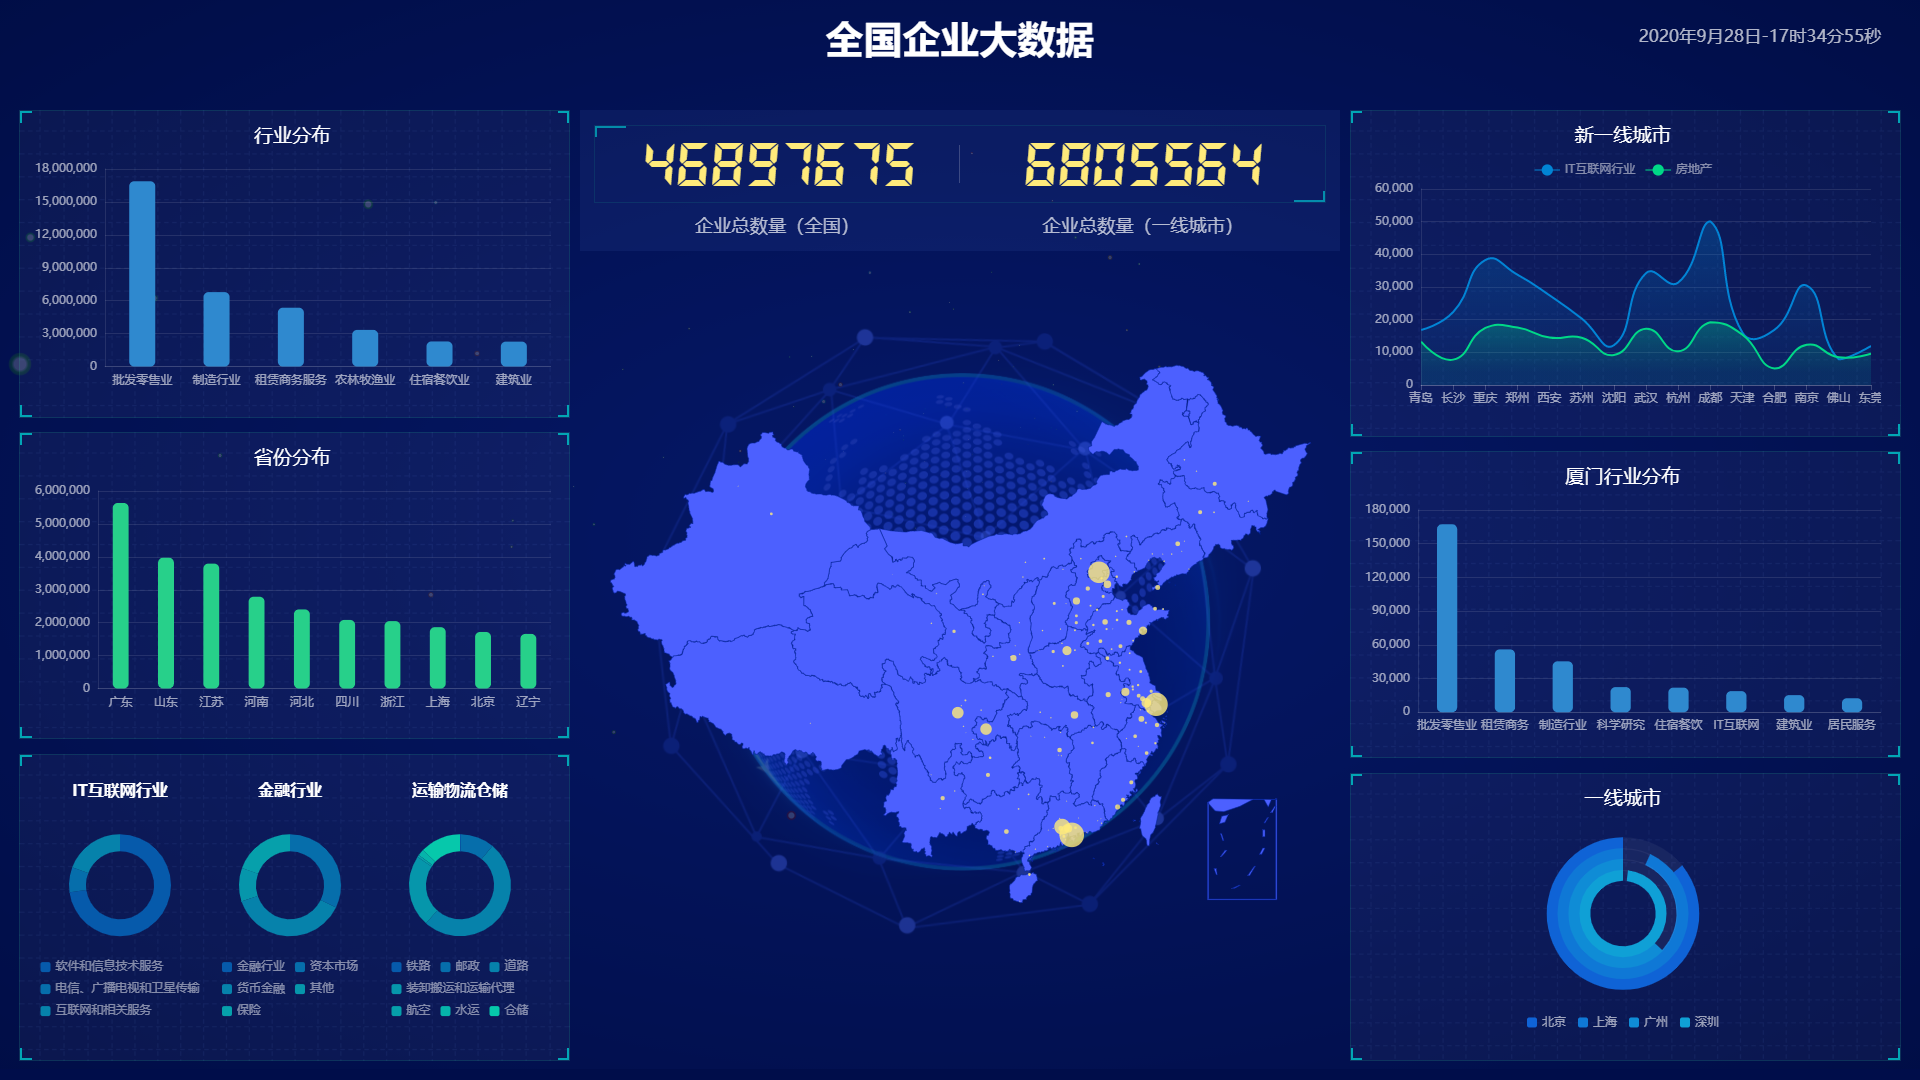 全国企业大数据
2020年9月28日-17时34分55秒
行业分布
18,000,000
15,000,000
12,000,000
9,000,000
6,000,000
3,000,000
0
批发零售业 制造行业 租赁商务服务 农林牧渔业 住宿餐饮业 建筑业
省份分布
6,000,000
5,000,000
4,000,000
3,000,000
2,000,000
1,000,000
0
广东 山东 江苏 河南 河北 四川 浙江 上海 北京 辽宁
IT互联网行业
软件和信息技术服务
电信、广播电视和卫星传输
互联网和相关服务
金融行业
金融行业 资本市场
货币金融 其他
保险
运输物流仓储
铁路 邮政 道路
装卸搬运和运输代理
航空 水运 仓储
46897675
企业总数量（全国）
6805564
企业总数量（一线城市）
新一线城市
IT互联网行业 房地产
60,000
50,000
40,000
30,000
20,000
10,000
0
青岛 长沙 重庆 郑州 西安 苏州 沈阳 武汉 杭州 成都 天津 合肥 南京 佛山 东莞
厦门行业分布
180,000
150,000
120,000
90,000
60,000
30,000
0
批发零售业 租赁商务 制造行业 科学研究 住宿餐饮 IT互联网 建筑业 居民服务
一线城市
北京 上海 广州 深圳